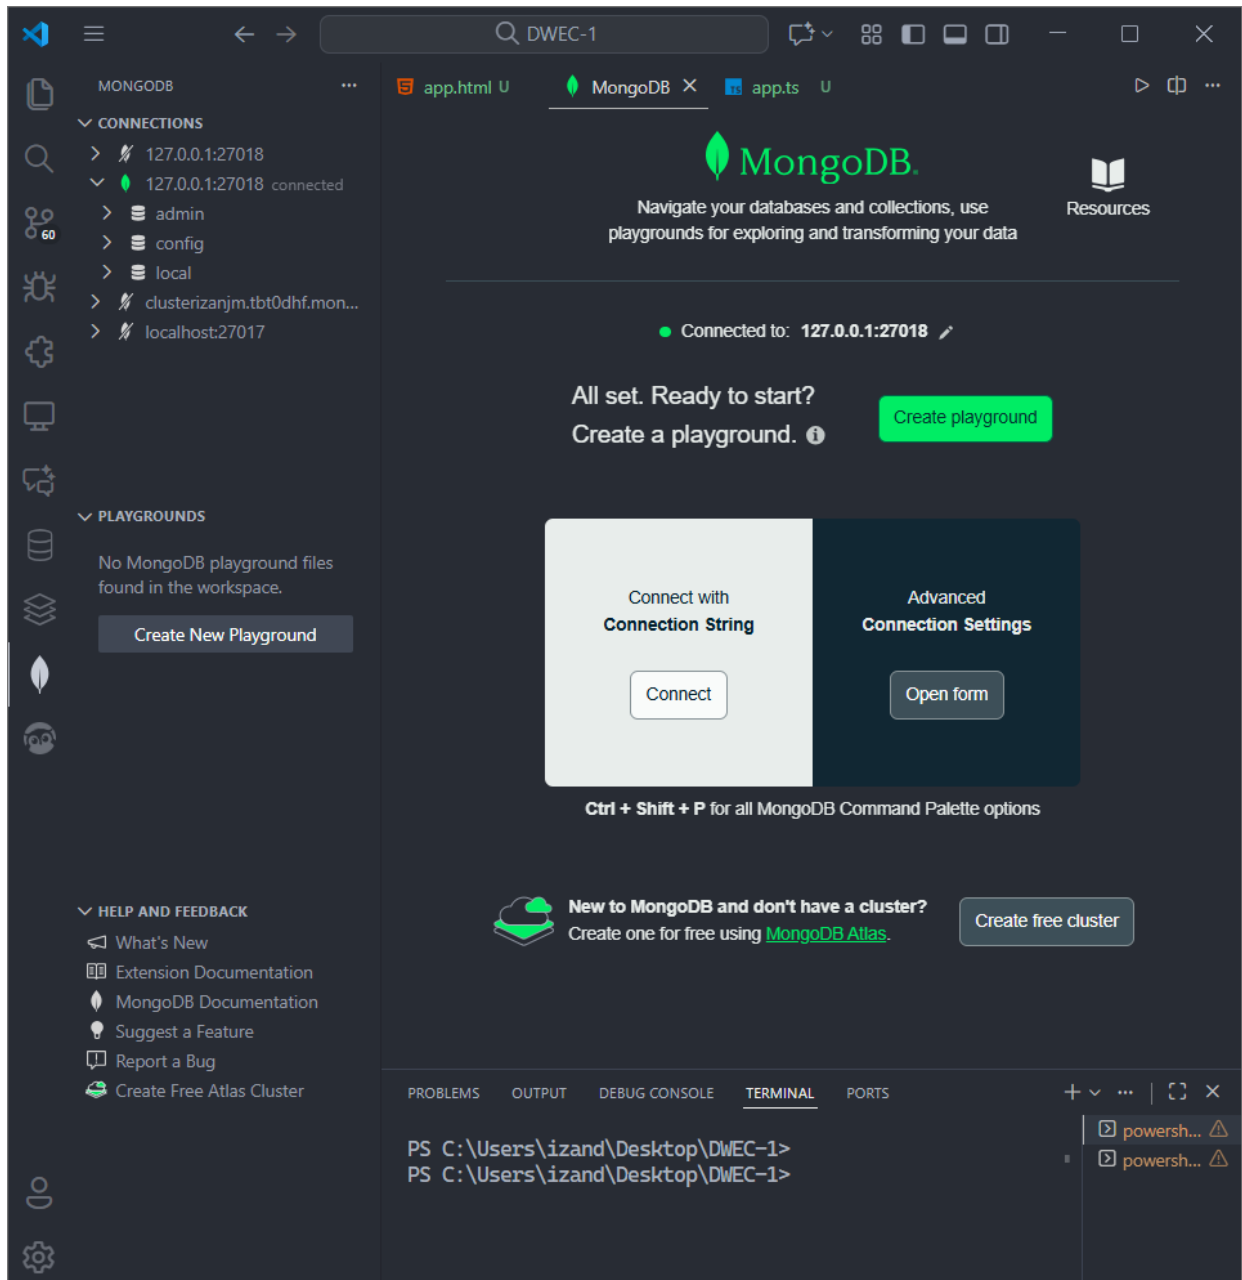 DWEC-1
MONGODB
CONNECTIONS
127.0.0.1:27018
127.0.0.1:27018 connected
admin
config
local
clusterizanjm.tbt0dhf.mon...
localhost:27017
PLAYGROUNDS
No MongoDB playground files
found in the workspace.
Create New Playground
HELP AND FEEDBACK
What's New
Extension Documentation
MongoDB Documentation
Suggest a Feature
Report a Bug
Create Free Atlas Cluster
60
app.html U
MongoDB
TS app.ts U
MongoDB.
Navigate your databases and collections, use
playgrounds for exploring and transforming your data
Resources
Connected to: 127.0.0.1:27018
All set. Ready to start?
Create a playground.
Create playground
Connect with
Connection String
Connect
Advanced
Connection Settings
Open form
Ctrl + Shift + P for all MongoDB Command Palette options
New to MongoDB and don't have a cluster?
Create one for free using MongoDB Atlas.
Create free cluster
PROBLEMS OUTPUT DEBUG CONSOLE TERMINAL PORTS
PS C:\Users\izand\Desktop\DWEC-1>
PS C:\Users\izand\Desktop\DWEC-1>
powersh...
powersh...